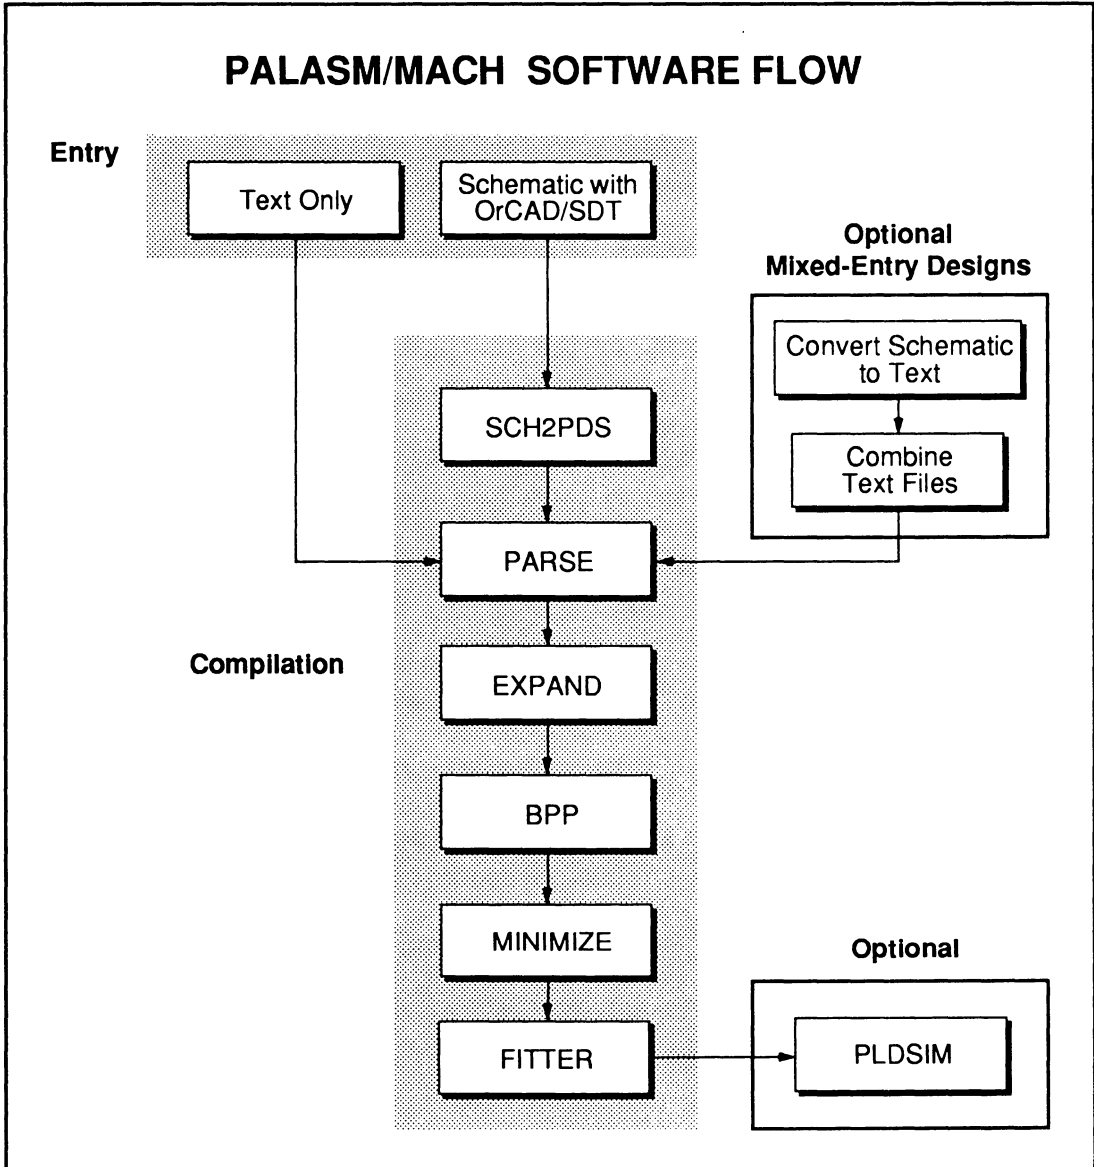 PALASM/MACH SOFTWARE FLOW
Entry
Text Only
Schematic with
OrCAD/SDT
Optional
Mixed-Entry Designs
Convert Schematic
to Text
SCH2PDS
Combine
Text Files
PARSE
Compilation
EXPAND
BPP
MINIMIZE
Optional
FITTER
PLDSIM